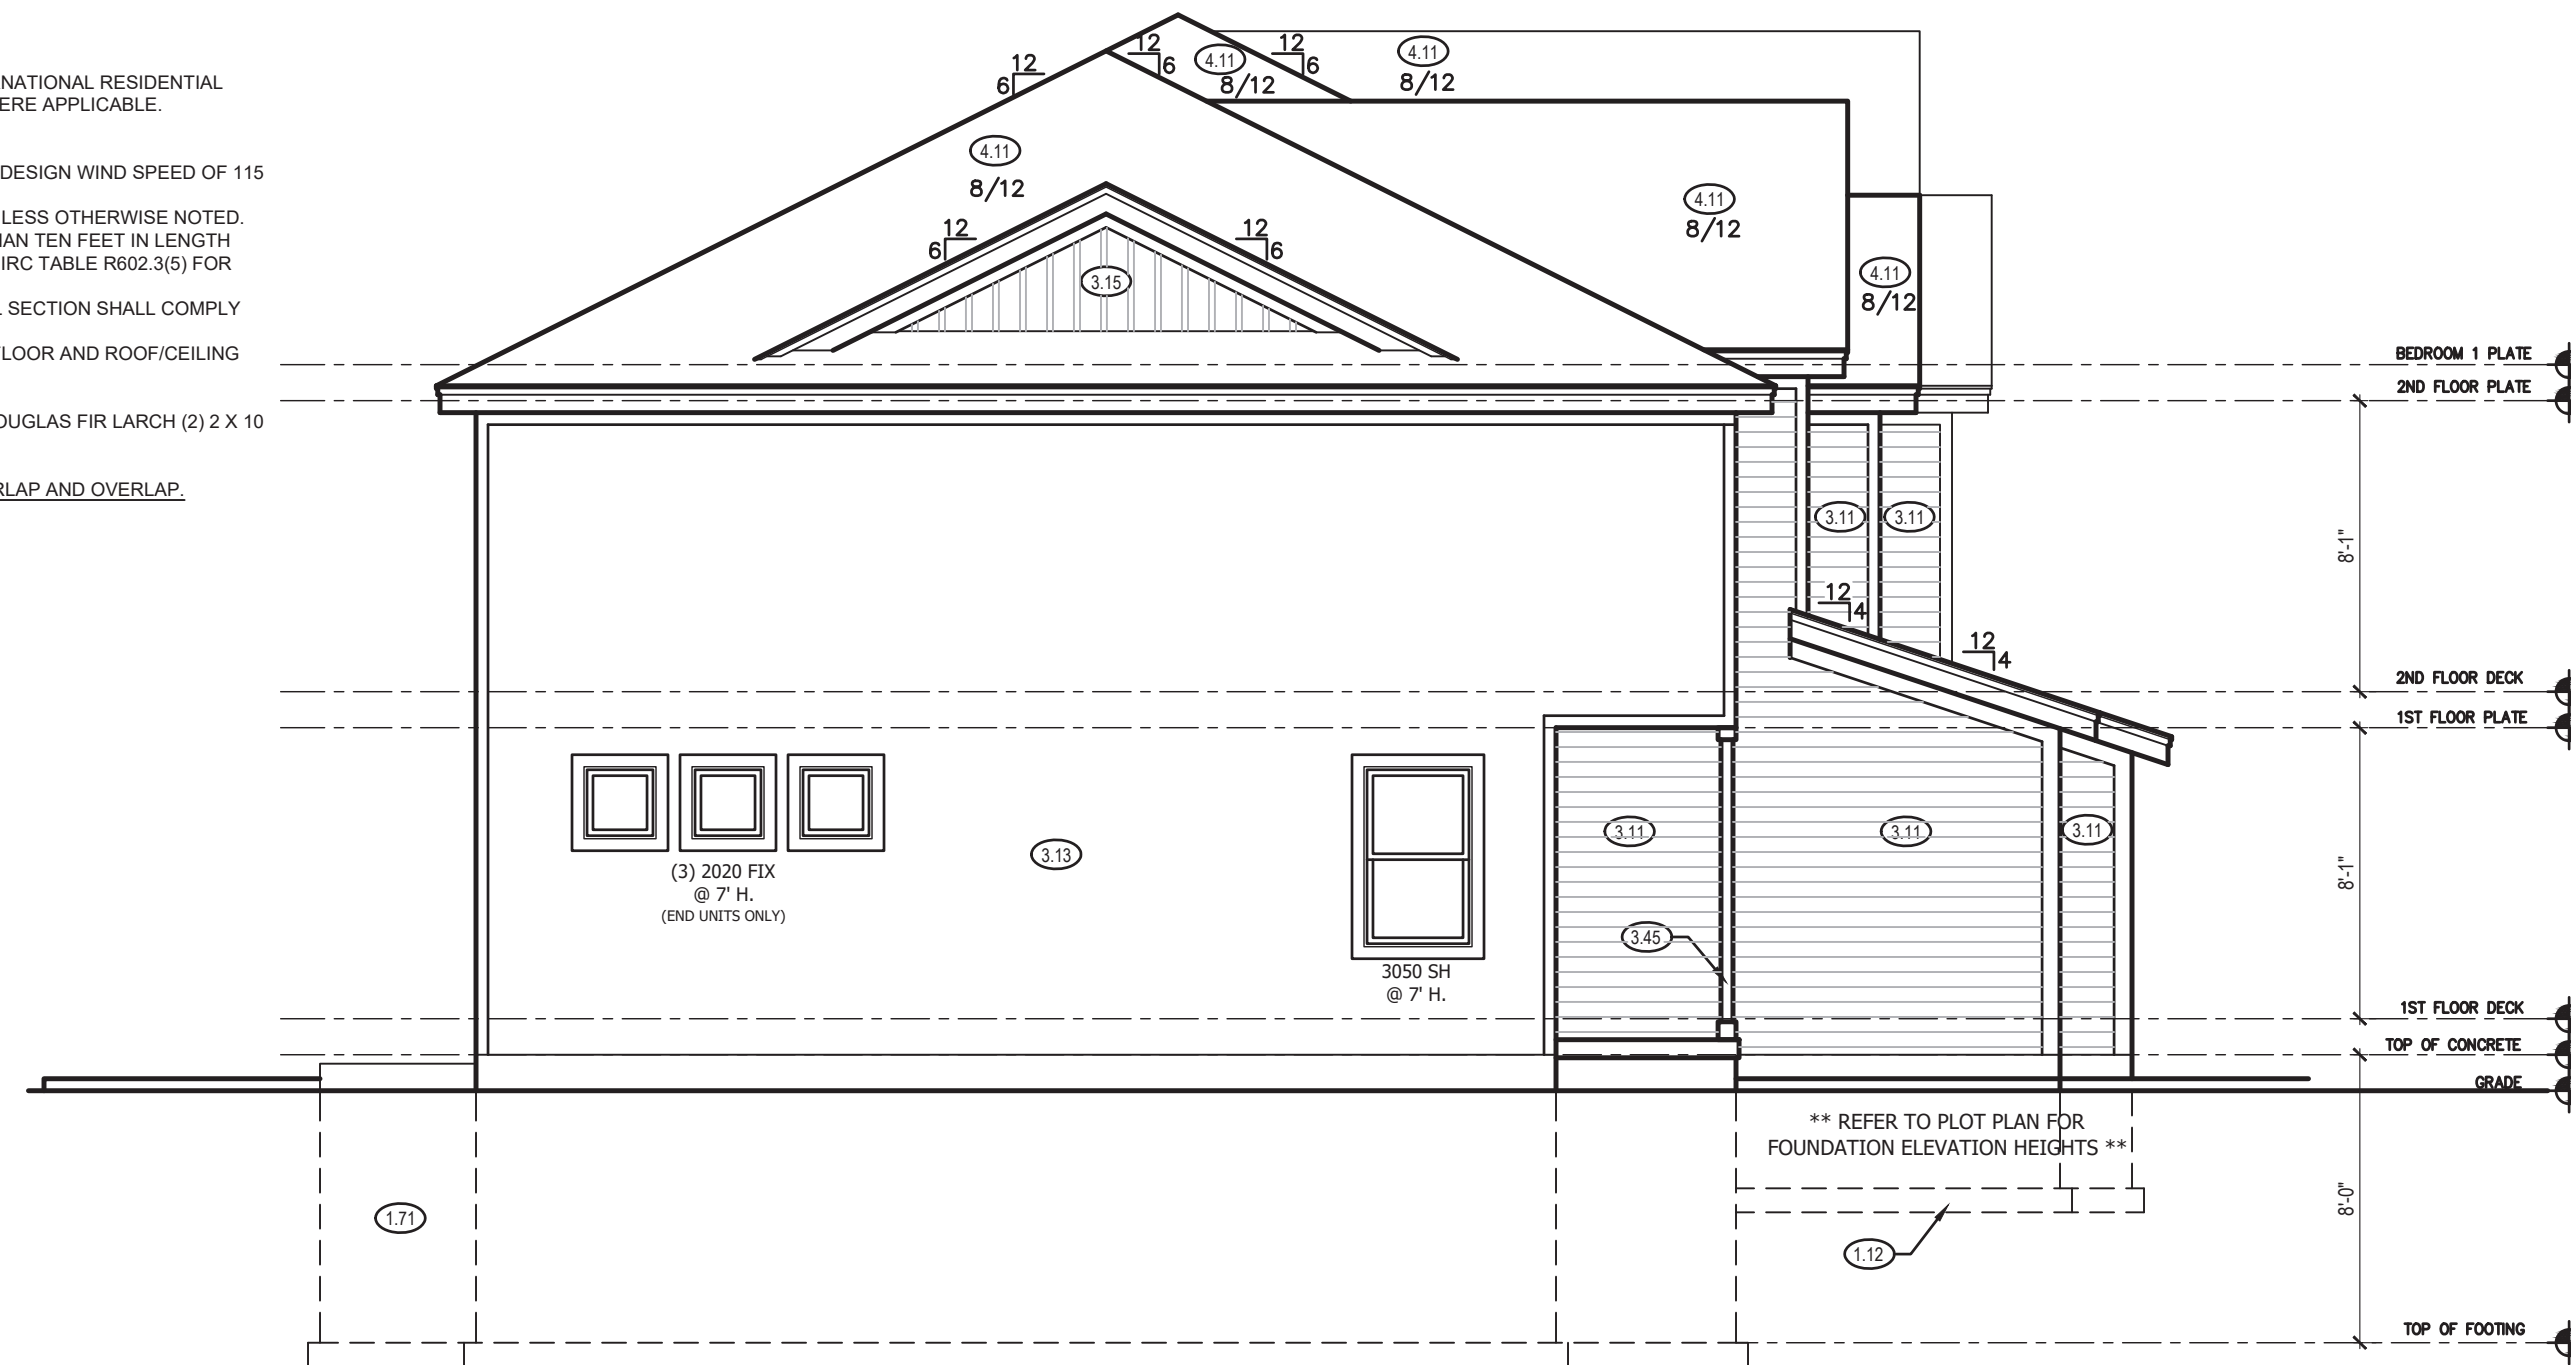 NATIONAL RESIDENTIAL
ERE APPLICABLE.
DESIGN WIND SPEED OF 115
LESS OTHERWISE NOTED.
AN TEN FEET IN LENGTH
IRC TABLE R602.3(5) FOR
SECTION SHALL COMPLY
LOOR AND ROOF/CEILING
OUGLAS FIR LARCH (2) 2 X 10
RLAP AND OVERLAP.
12
6
12
6
4.11
8/12
12
6
4.11
8/12
4.11
8/12
4.11
8/12
4.11
8/12
12
6
12
6
3.15
BEDROOM 1 PLATE
2ND FLOOR PLATE
3.11
3.11
8'-1"
12
4
12
4
2ND FLOOR DECK
1ST FLOOR PLATE
(3) 2020 FIX
@ 7' H.
(END UNITS ONLY)
3.13
3050 SH
@ 7' H.
3.11
3.11
3.11
3.45
8'-1"
1ST FLOOR DECK
TOP OF CONCRETE
GRADE
** REFER TO PLOT PLAN FOR
FOUNDATION ELEVATION HEIGHTS **
1.71
1.12
8'-0"
TOP OF FOOTING